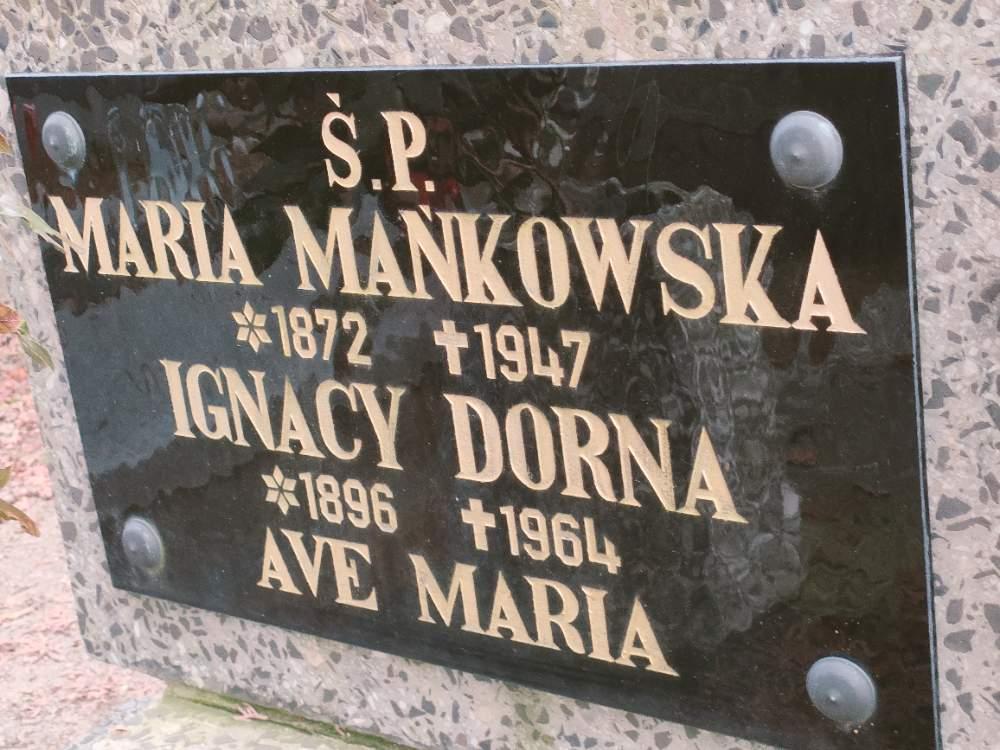 Ś.P.
MARIA MAŃKOWSKA
*1872 †1947
IGNACY DORNA
*1896 †1964
AVE MARIA